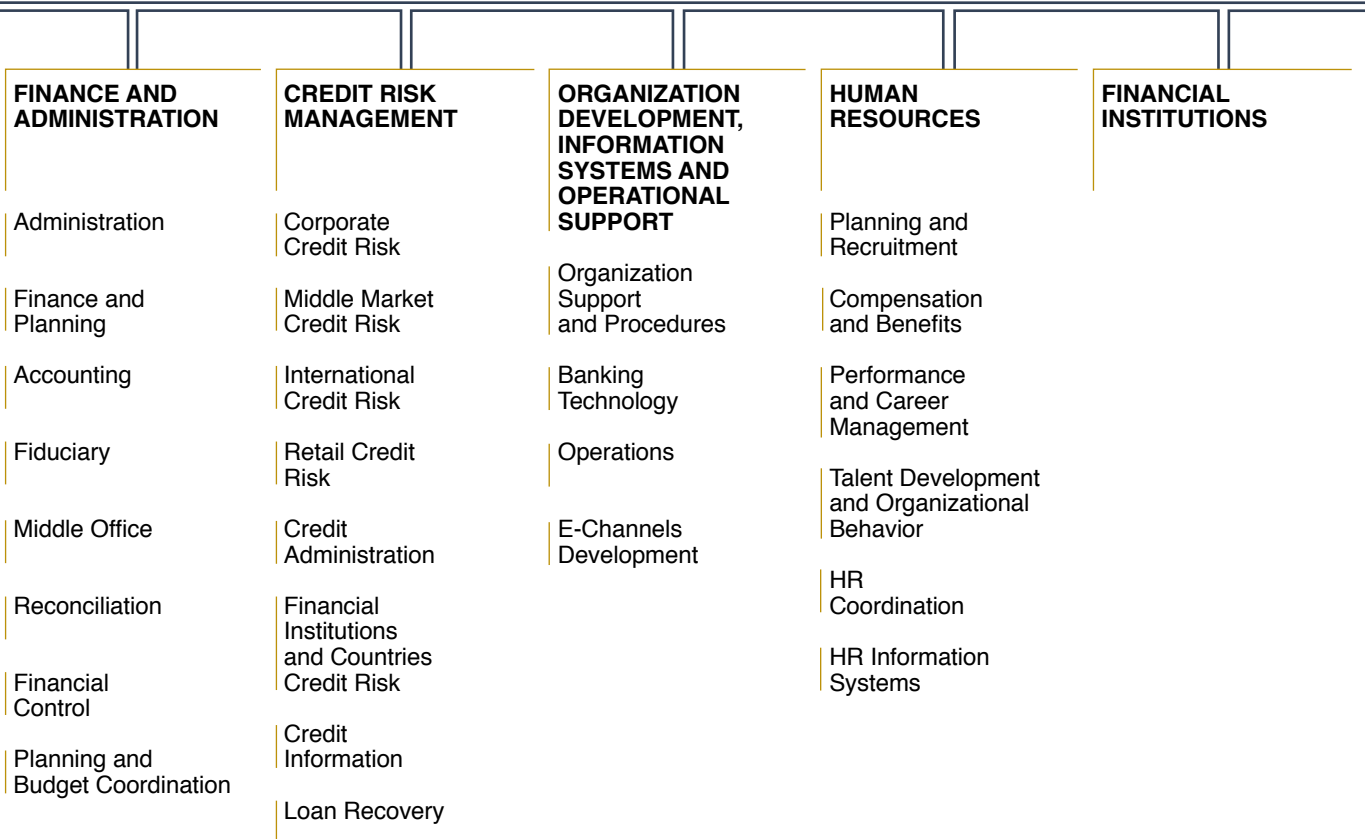 FINANCE AND
ADMINISTRATION
Administration
Finance and
Planning
Accounting
Fiduciary
Middle Office
Reconciliation
Financial
Control
Planning and
Budget Coordination
CREDIT RISK
MANAGEMENT
Corporate
Credit Risk
Middle Market
Credit Risk
International
Credit Risk
Retail Credit
Risk
Credit
Administration
Financial
Institutions
and Countries
Credit Risk
Credit
Information
Loan Recovery
ORGANIZATION
DEVELOPMENT,
INFORMATION
SYSTEMS AND
OPERATIONAL
SUPPORT
Organization
Support
and Procedures
Banking
Technology
Operations
E-Channels
Development
HUMAN
RESOURCES
Planning and
Recruitment
Compensation
and Benefits
Performance
and Career
Management
Talent Development
and Organizational
Behavior
HR
Coordination
HR Information
Systems
FINANCIAL
INSTITUTIONS